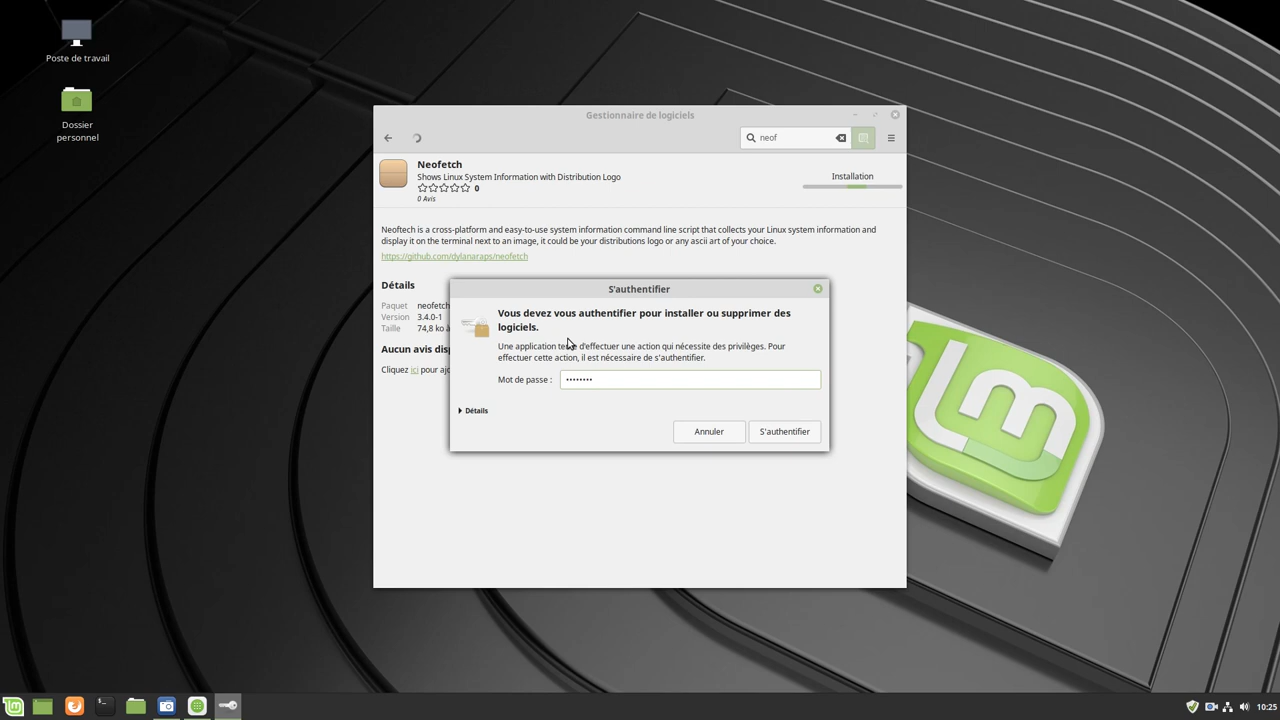 Poste de travail
Dossier
personnel
Gestionnaire de logiciels
neof
Neofetch
Shows Linux System Information with Distribution Logo
0
0 Avis
Installation
Neoftech is a cross-platform and easy-to-use system information command line script that collects your Linux system information and
display it on the terminal next to an image, it could be your distributions logo or any ascii art of your choice.
https://github.com/dylanaraps/neofetch
Détails
Paquet neofetch
Version 3.4.0-1
Taille 74,8 ko
Aucun avis
Cliquez ici pour
S'authentifier
Vous devez vous authentifier pour installer ou supprimer des
logiciels.
Une application d'effectuer une action qui nécessite des privilèges. Pour
effectuer cette action, il est nécessaire de s'authentifier.
Mot de passe : ••••••••
Détails
Annuler S'authentifier
10:25